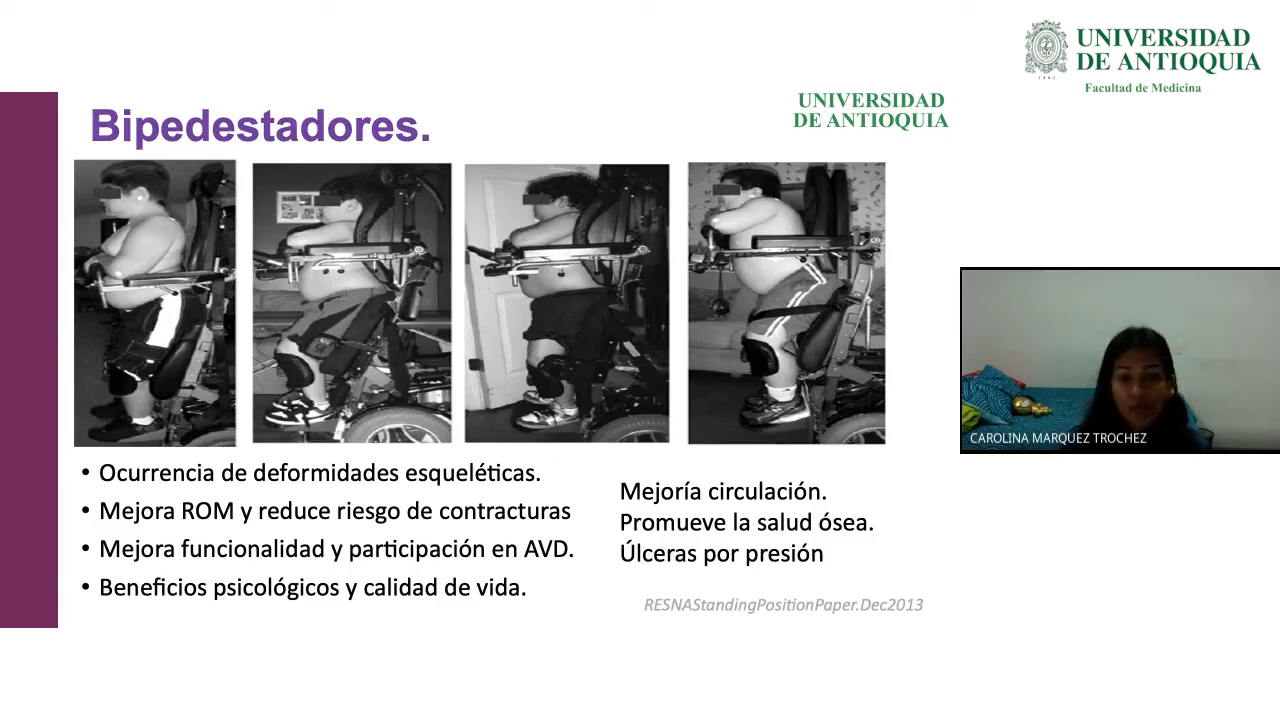 UNIVERSIDAD
DE ANTIOQUIA
Facultad de Medicina
Bipedestadores.
UNIVERSIDAD
DE ANTIOQUIA
• Ocurrencia de deformidades esqueléticas.
• Mejora ROM y reduce riesgo de contracturas
• Mejora funcionalidad y participación en AVD.
• Beneficios psicológicos y calidad de vida.
Mejoría circulación.
Promueve la salud ósea.
Úlceras por presión
RESNAStandingPositionPaper.Dec2013
CAROLINA MARQUEZ TROCHEZ